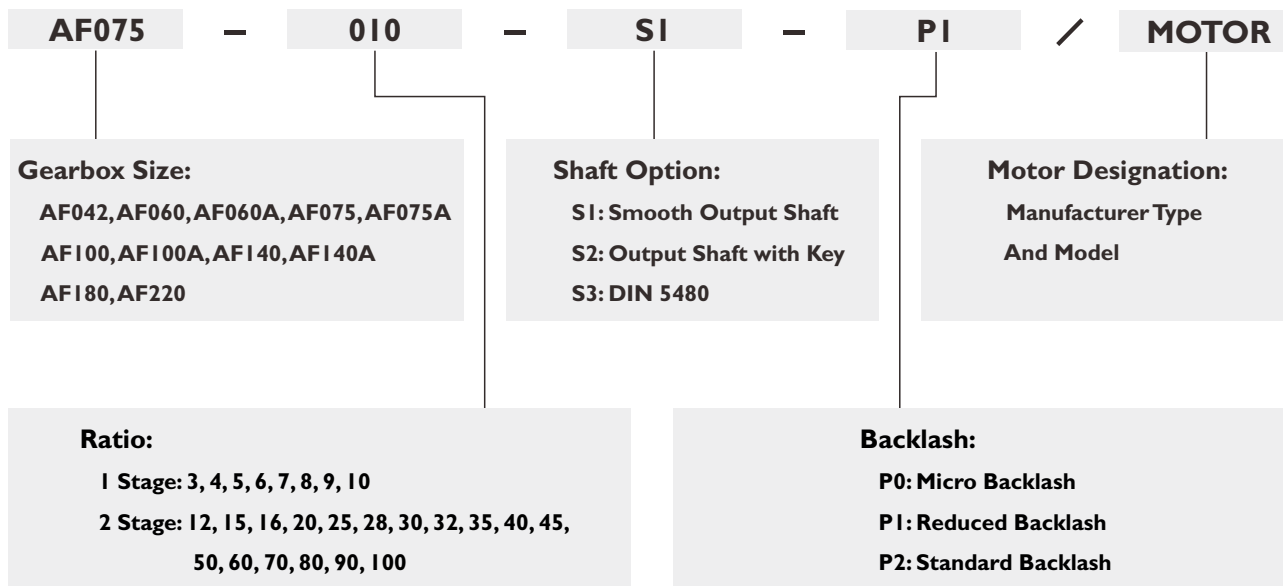 AF075 – 010 – S1 – P1 / MOTOR
Gearbox Size:
AF042, AF060, AF060A, AF075, AF075A
AF100, AF100A, AF140, AF140A
AF180, AF220
Shaft Option:
S1: Smooth Output Shaft
S2: Output Shaft with Key
S3: DIN 5480
Motor Designation:
Manufacturer Type
And Model
Ratio:
1 Stage: 3, 4, 5, 6, 7, 8, 9, 10
2 Stage: 12, 15, 16, 20, 25, 28, 30, 32, 35, 40, 45,
50, 60, 70, 80, 90, 100
Backlash:
P0: Micro Backlash
P1: Reduced Backlash
P2: Standard Backlash